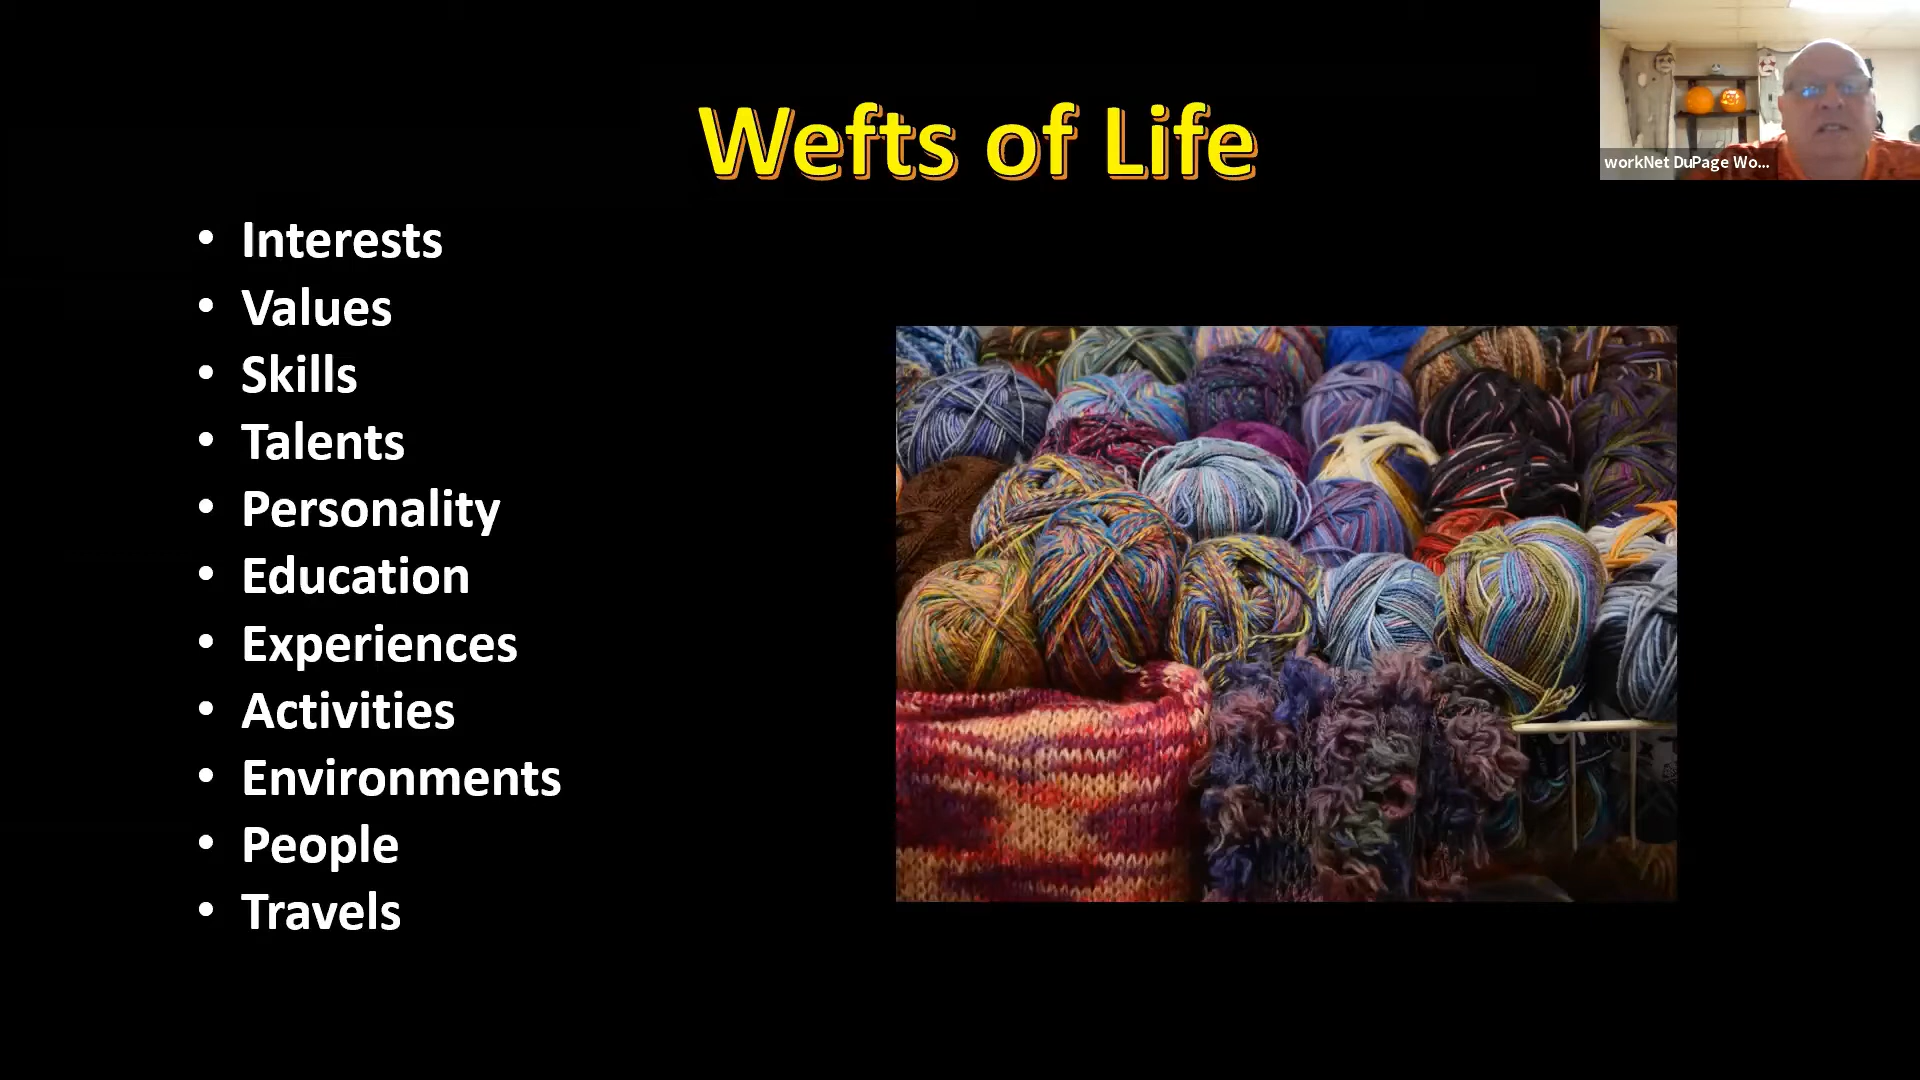 Wefts of Life
workNet DuPage Wo...
• Interests
• Values
• Skills
• Talents
• Personality
• Education
• Experiences
• Activities
• Environments
• People
• Travels